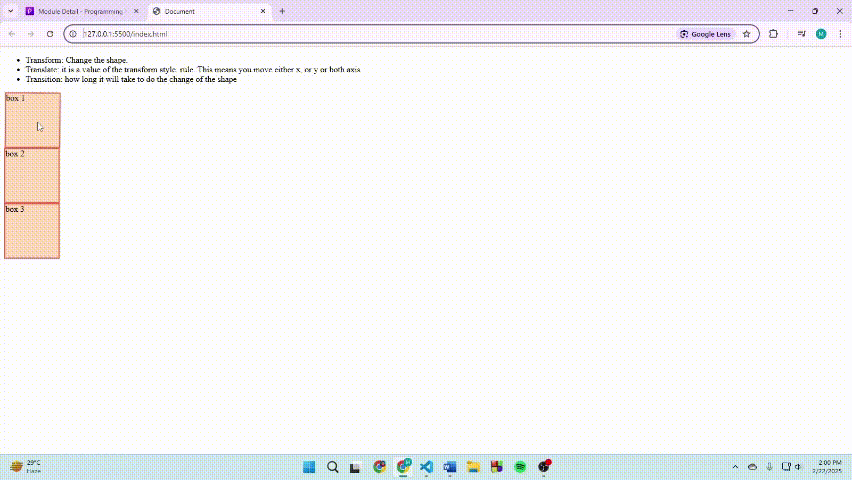 Module Detail - Programming
Document
127.0.0.1:5500/index.html
Google Lens
M
Transform: Change the shape.
Translate: it is a value of the transform style rule. This means you move either x, or y or both axis
Transition: how long it will take to do the change of the shape
box 1
box 2
box 3
29°C
Haze
2:00 PM
2/22/2025